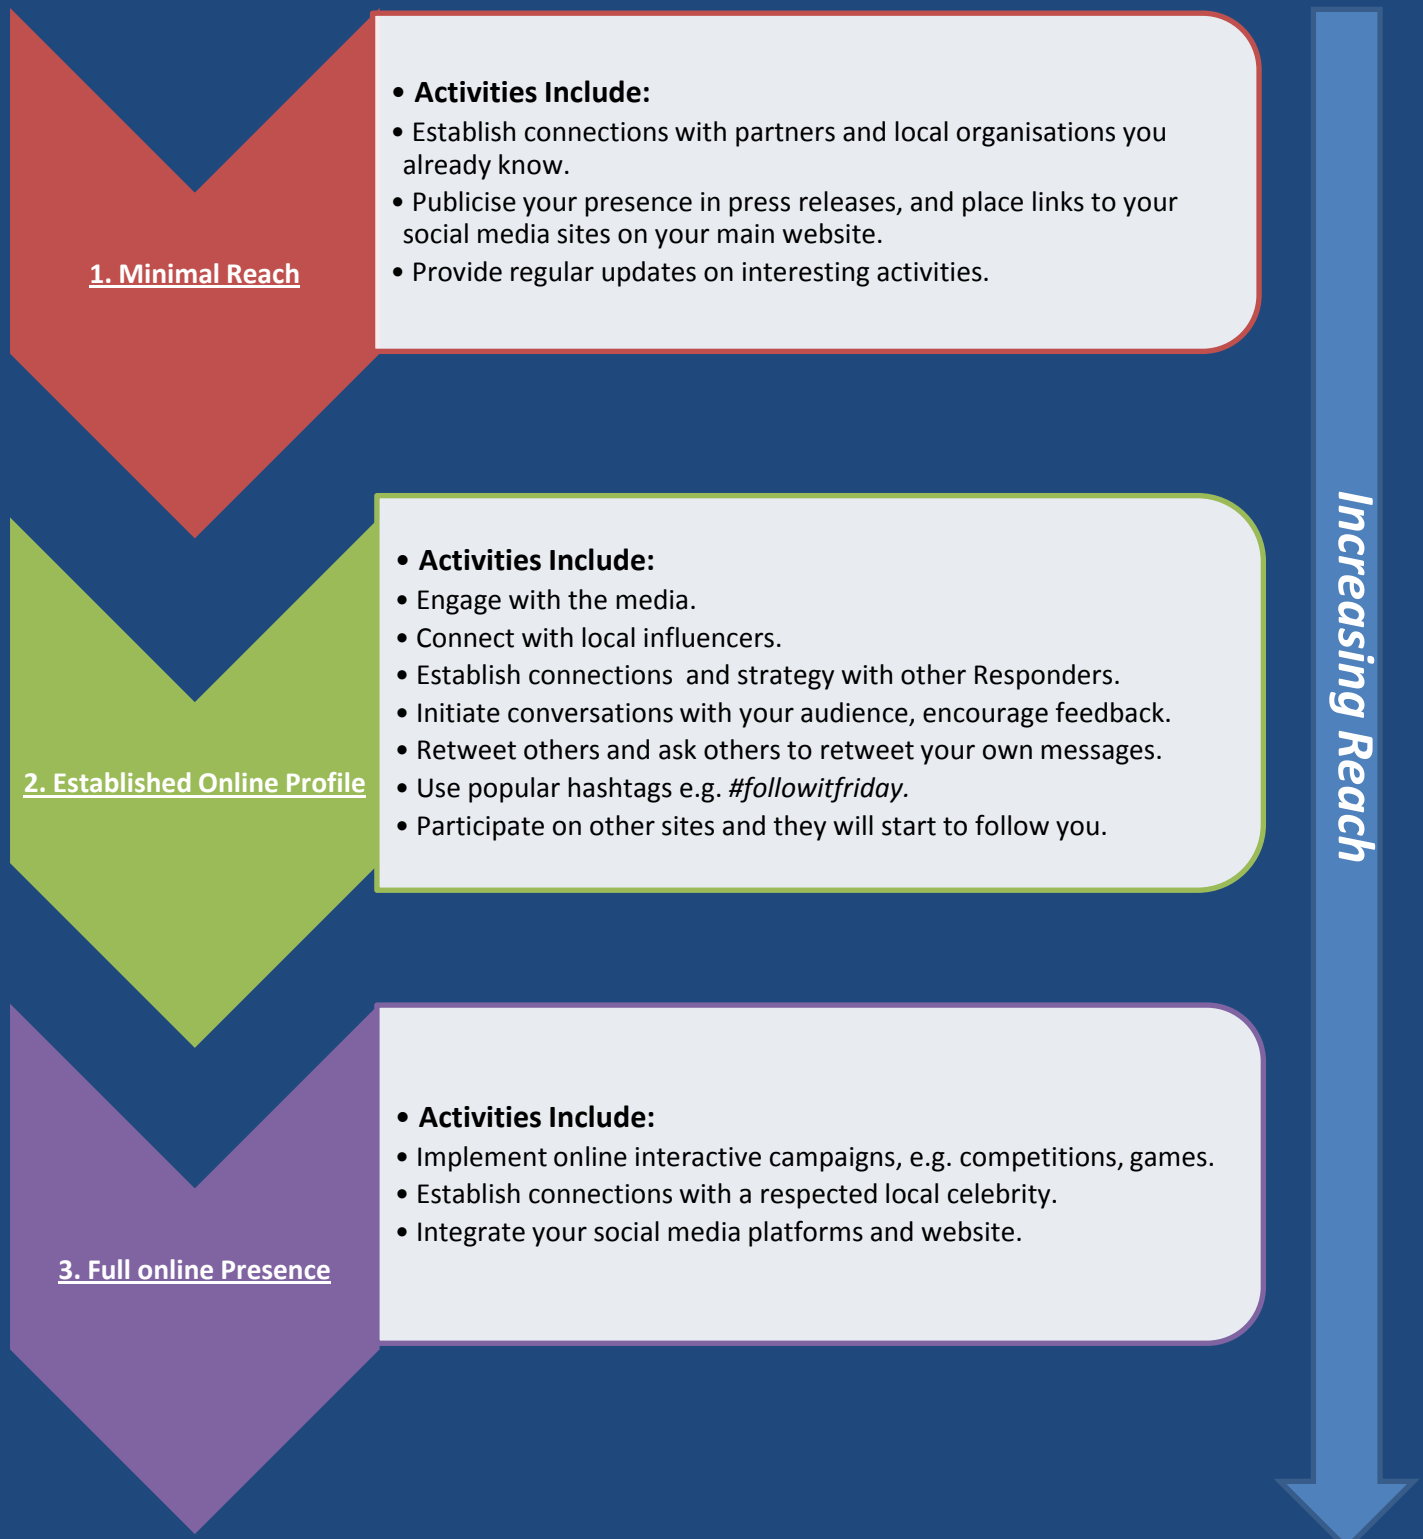 1. Minimal Reach
• Activities Include:
• Establish connections with partners and local organisations you
already know.
• Publicise your presence in press releases, and place links to your
social media sites on your main website.
• Provide regular updates on interesting activities.
2. Established Online Profile
• Activities Include:
• Engage with the media.
• Connect with local influencers.
• Establish connections  and strategy with other Responders.
• Initiate conversations with your audience, encourage feedback.
• Retweet others and ask others to retweet your own messages.
• Use popular hashtags e.g. #followitfriday.
• Participate on other sites and they will start to follow you.
3. Full online Presence
• Activities Include:
• Implement online interactive campaigns, e.g. competitions, games.
• Establish connections with a respected local celebrity.
• Integrate your social media platforms and website.
Increasing Reach